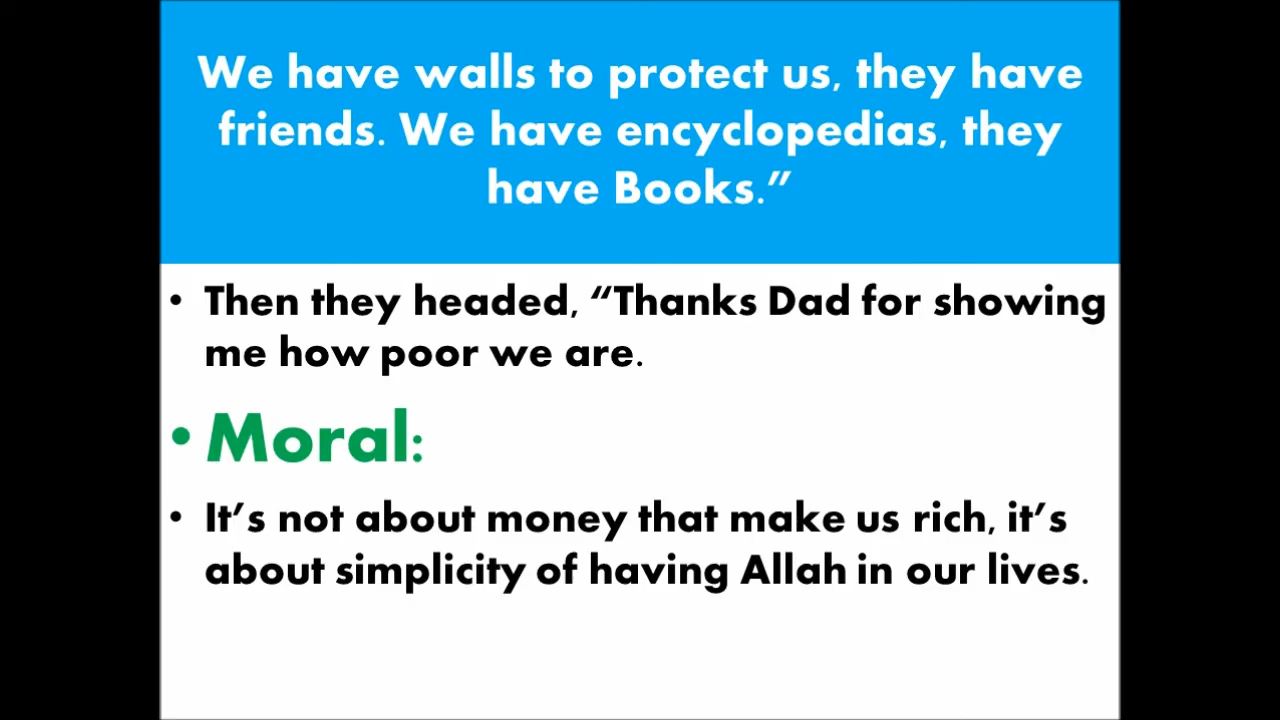 We have walls to protect us, they have
friends. We have encyclopedias, they
have Books.”
• Then they headed, “Thanks Dad for showing
me how poor we are.
• Moral:
• It’s not about money that make us rich, it’s
about simplicity of having Allah in our lives.